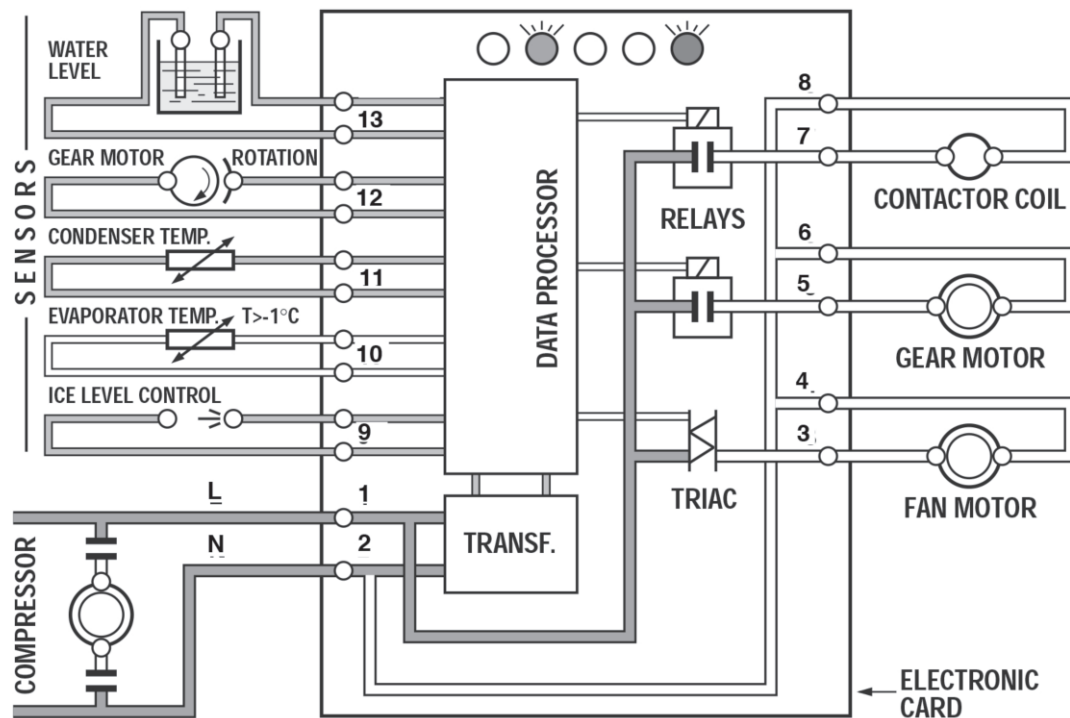 WATER
LEVEL
13
GEAR MOTOR ROTATION
12
CONDENSER TEMP.
11
EVAPORATOR TEMP. T>-1°C
10
ICE LEVEL CONTROL
9
SENSORS
L
1
N
2
COMPRESSOR
DATA PROCESSOR
TRANSF.
RELAYS
TRIAC
8
7
CONTACTOR COIL
6
5
GEAR MOTOR
4
3
FAN MOTOR
ELECTRONIC
CARD